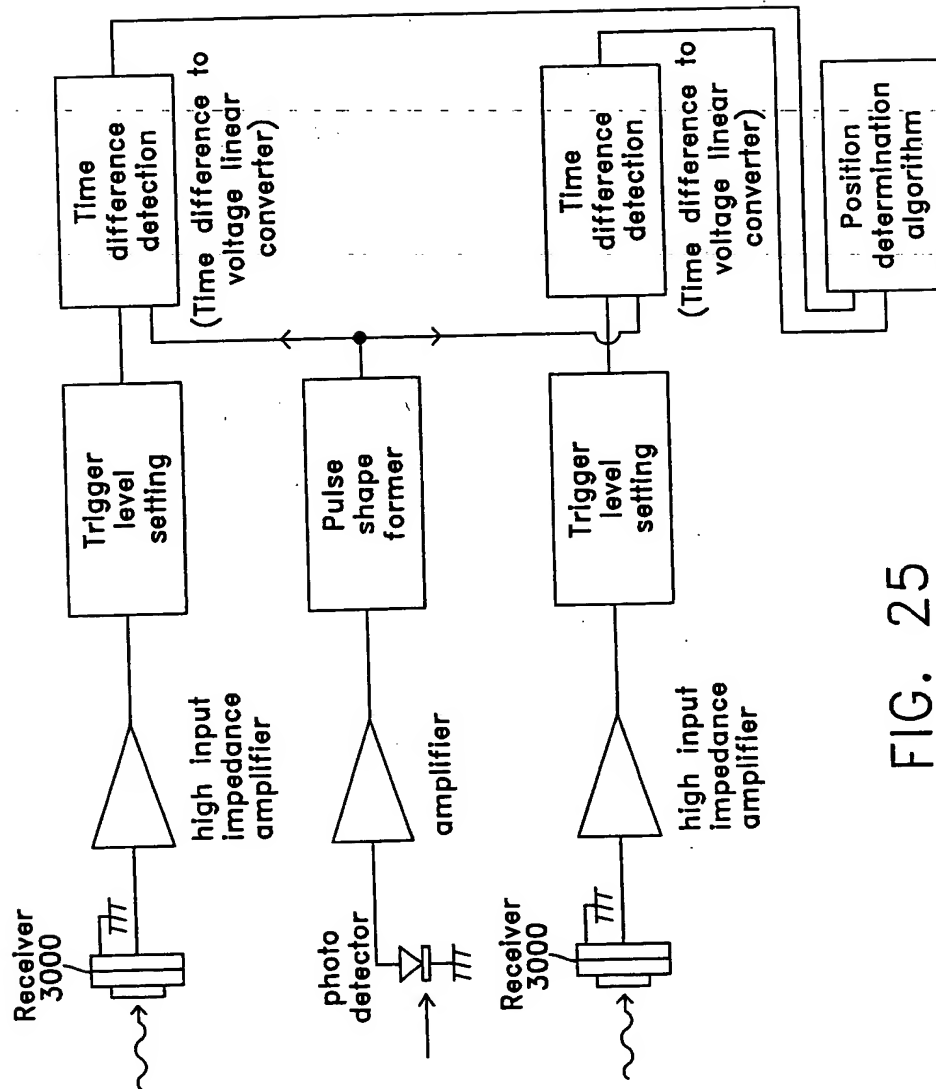 Receiver
3000
high input
impedance
amplifier
Trigger
level
setting
Time
difference
detection
(Time difference to
voltage linear
converter)
photo
detector
amplifier
Pulse
shape
former
Receiver
3000
high input
impedance
amplifier
Trigger
level
setting
Time
difference
detection
(Time difference to
voltage linear
converter)
Position
determination
algorithm
FIG. 25